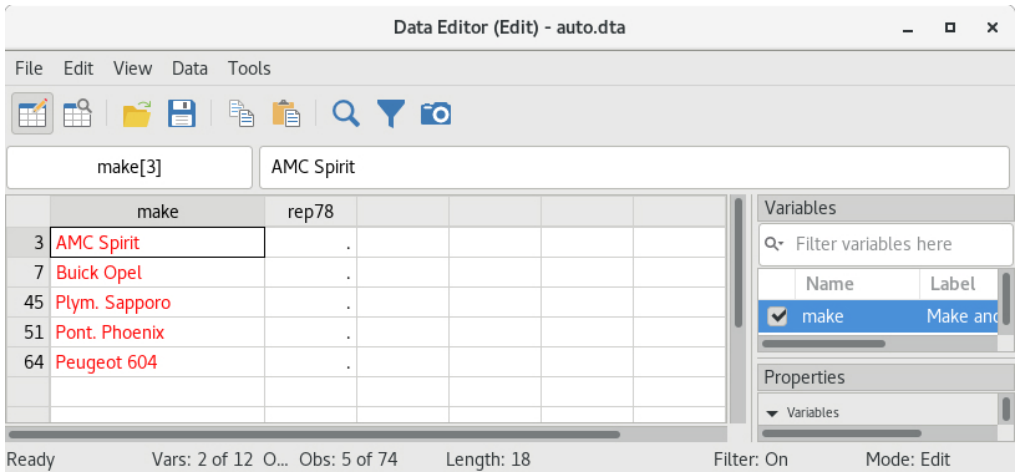 Data Editor (Edit) - auto.dta
File Edit View Data Tools
make[3] AMC Spirit
make rep78
3 AMC Spirit .
7 Buick Opel .
45 Plym. Sapporo .
51 Pont. Phoenix .
64 Peugeot 604 .
Variables
Filter variables here
Name Label
make Make and
Properties
Variables
Ready Vars: 2 of 12 O... Obs: 5 of 74 Length: 18 Filter: On Mode: Edit